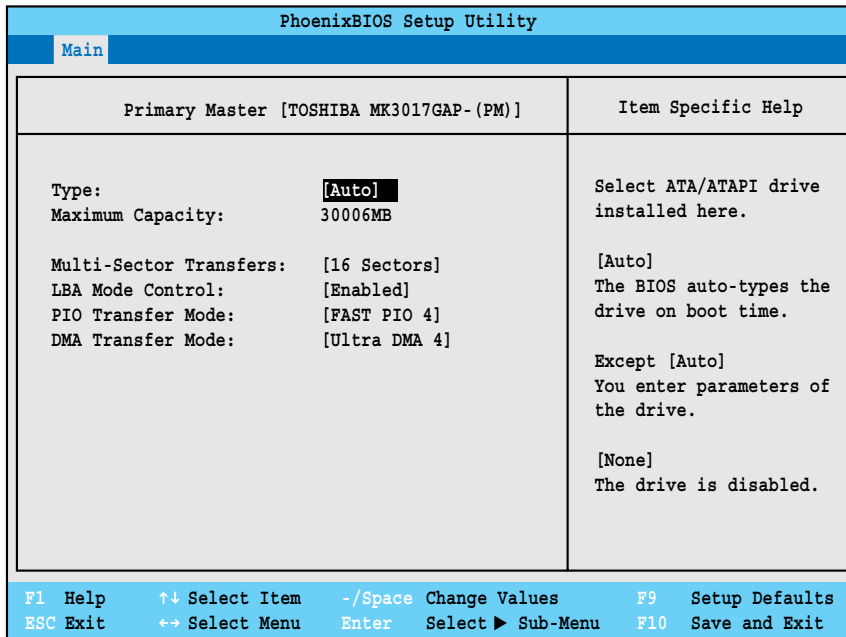 PhoenixBIOS Setup Utility
Main
Primary Master [TOSHIBA MK3017GAP-(PM)]
Item Specific Help
Type: [Auto]
Maximum Capacity: 30006MB
Multi-Sector Transfers: [16 Sectors]
LBA Mode Control: [Enabled]
PIO Transfer Mode: [FAST PIO 4]
DMA Transfer Mode: [Ultra DMA 4]
Select ATA/ATAPI drive
installed here.
[Auto]
The BIOS auto-types the
drive on boot time.
Except [Auto]
You enter parameters of
the drive.
[None]
The drive is disabled.
F1 Help ↑↓ Select Item -/Space Change Values F9 Setup Defaults
ESC Exit ←→ Select Menu Enter Select ▶ Sub-Menu F10 Save and Exit